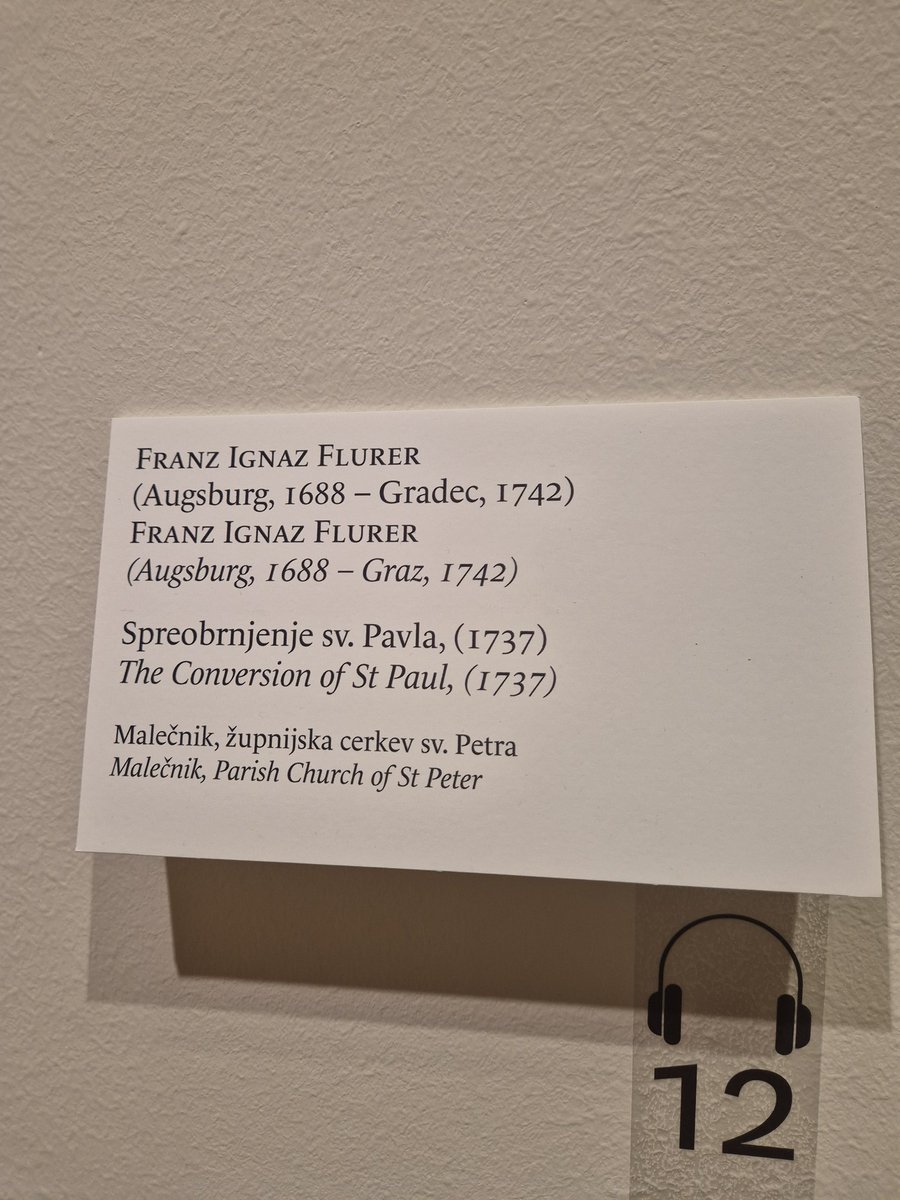 FRANZ IGNAZ FLURER
(Augsburg, 1688 – Gradec, 1742)
FRANZ IGNAZ FLURER
(Augsburg, 1688 – Graz, 1742)
Spreobrnjenje sv. Pavla, (1737)
The Conversion of St Paul, (1737)
Malečnik, župnijska cerkev sv. Petra
Malečnik, Parish Church of St Peter
12